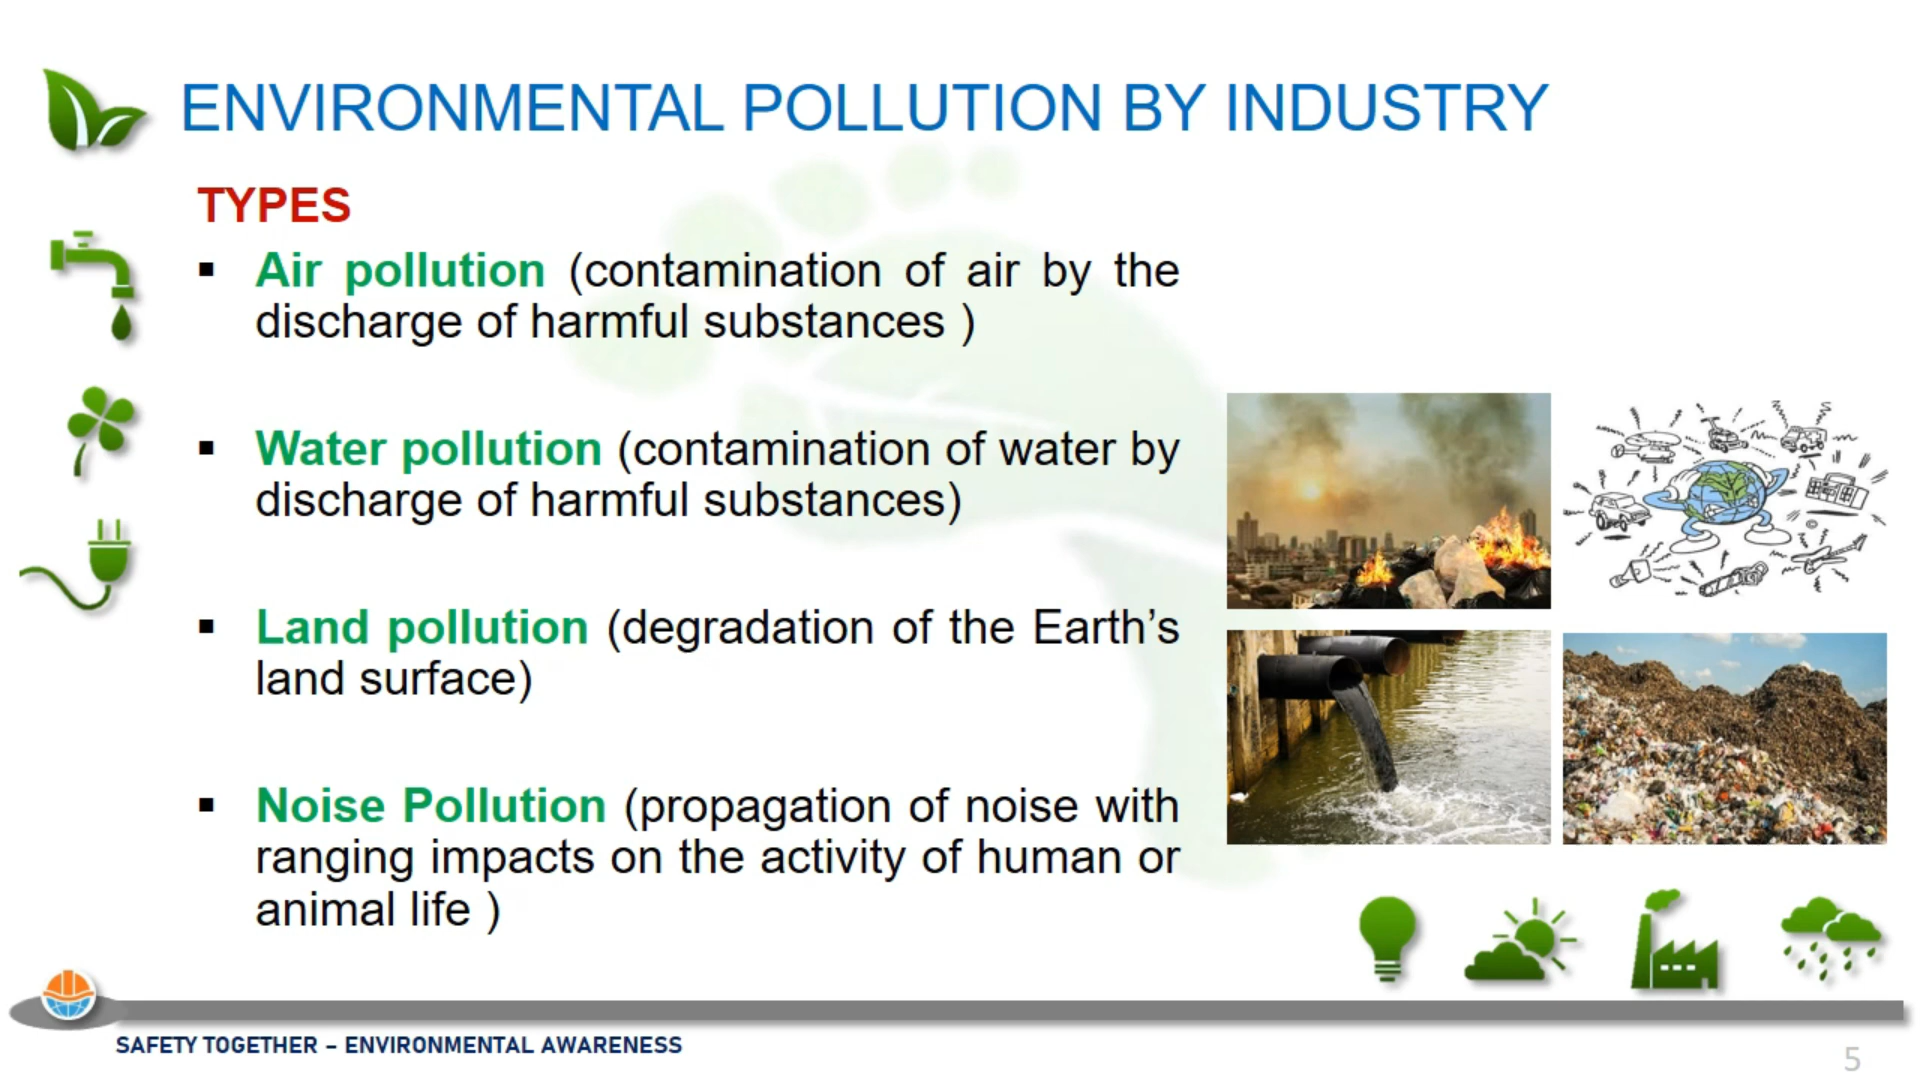 ENVIRONMENTAL POLLUTION BY INDUSTRY
TYPES
▪ Air pollution (contamination of air by the
discharge of harmful substances )
▪ Water pollution (contamination of water by
discharge of harmful substances)
▪ Land pollution (degradation of the Earth’s
land surface)
▪ Noise Pollution (propagation of noise with
ranging impacts on the activity of human or
animal life )
SAFETY TOGETHER – ENVIRONMENTAL AWARENESS
5